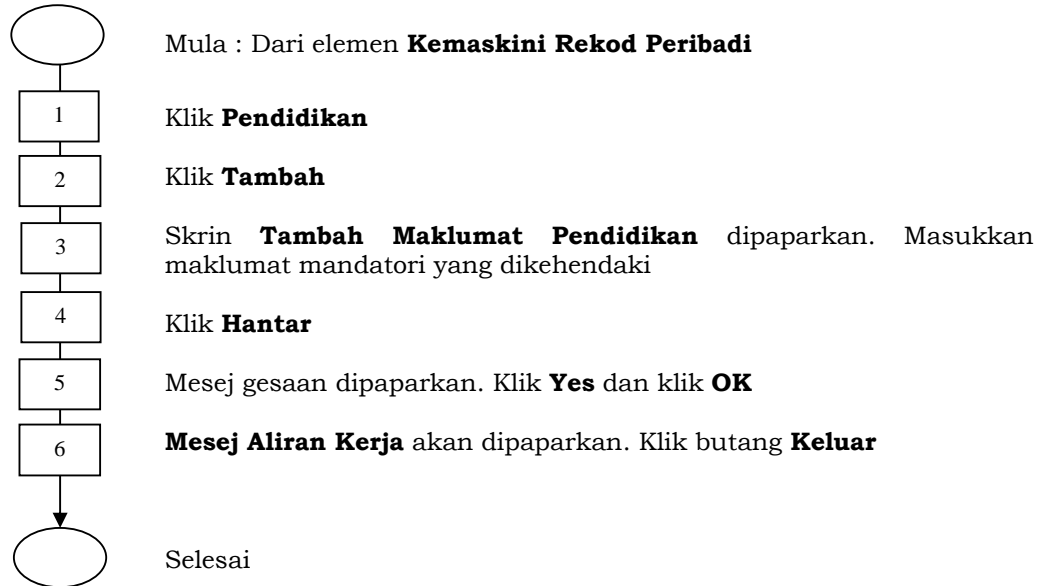 Mula : Dari elemen Kemaskini Rekod Peribadi
1
Klik Pendidikan
2
Klik Tambah
3
Skrin Tambah Maklumat Pendidikan dipaparkan. Masukkan
maklumat mandatori yang dikehendaki
4
Klik Hantar
5
Mesej gesaan dipaparkan. Klik Yes dan klik OK
6
Mesej Aliran Kerja akan dipaparkan. Klik butang Keluar
Selesai